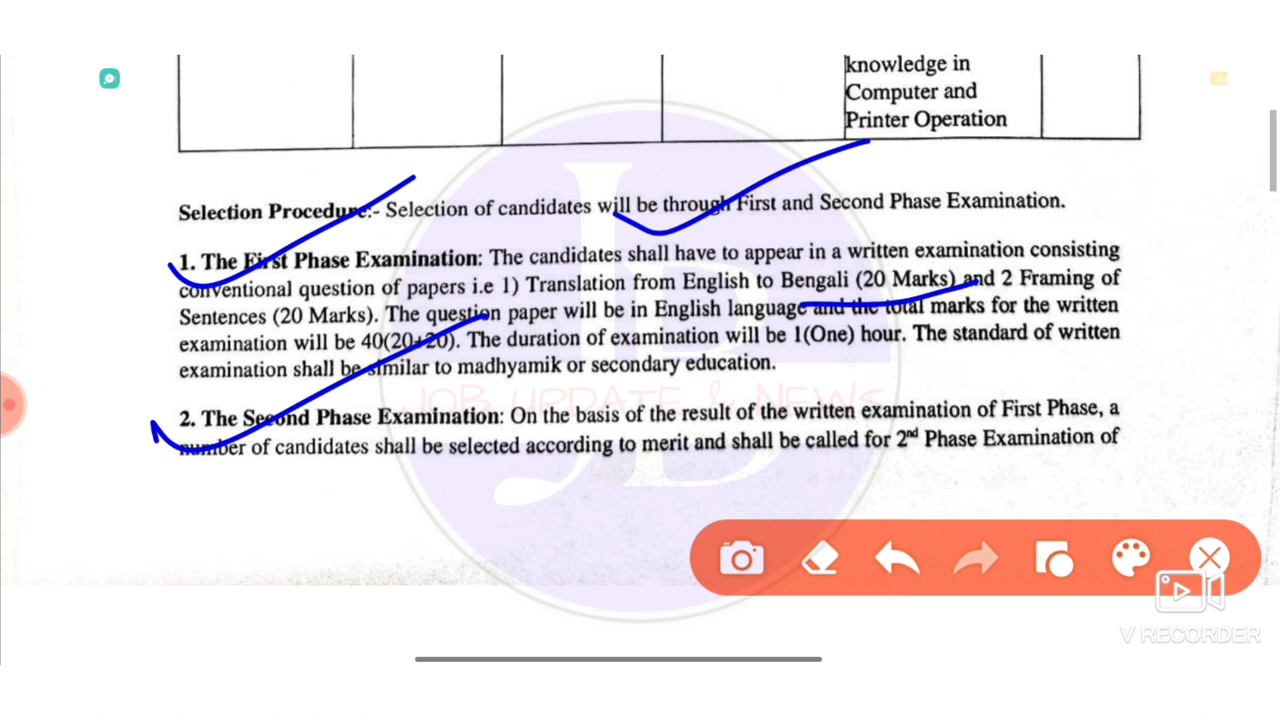 knowledge in
Computer and
Printer Operation
Selection Procedure:- Selection of candidates will be through First and Second Phase Examination.
1. The First Phase Examination: The candidates shall have to appear in a written examination consisting
conventional question of papers i.e 1) Translation from English to Bengali (20 Marks) and 2 Framing of
Sentences (20 Marks). The question paper will be in English language and the total marks for the written
examination will be 40(20+20). The duration of examination will be 1(One) hour. The standard of written
examination shall be similar to madhyamik or secondary education.
JOB UPDATE & NEWS
2. The Second Phase Examination: On the basis of the result of the written examination of First Phase, a
number of candidates shall be selected according to merit and shall be called for 2nd Phase Examination of
V RECORDER